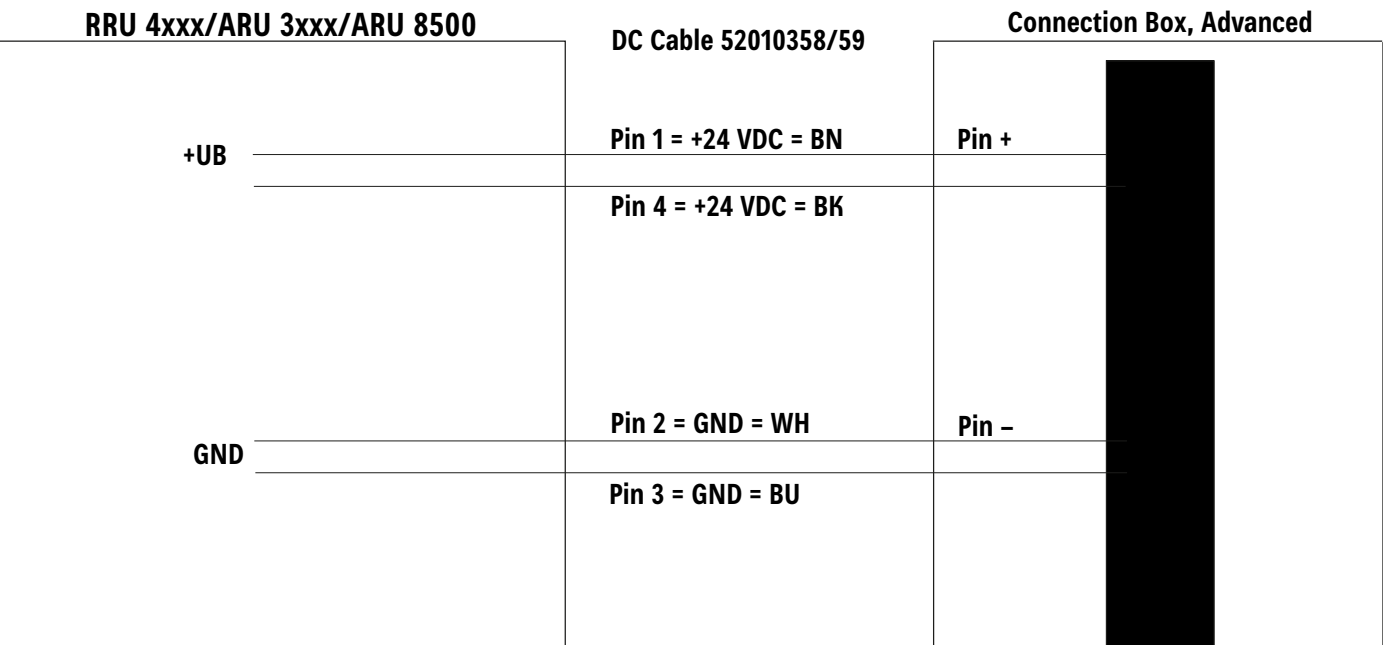 RRU 4xxx/ARU 3xxx/ARU 8500
DC Cable 52010358/59
Connection Box, Advanced
+UB
Pin 1 = +24 VDC = BN
Pin +
Pin 4 = +24 VDC = BK
GND
Pin 2 = GND = WH
Pin –
Pin 3 = GND = BU